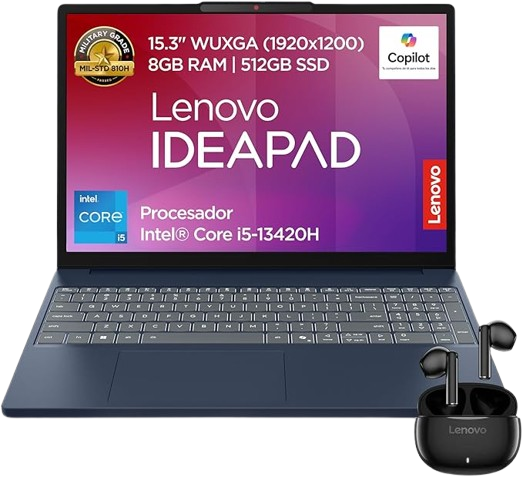 MILITARY GRADE
MIL-STD 810H
15.3" WUXGA (1920x1200)
8GB RAM | 512GB SSD
Copilot
Lenovo
IDEAPAD
intel
CORE
i5
Procesador
Intel® Core i5-13420H
Lenovo
Lenovo